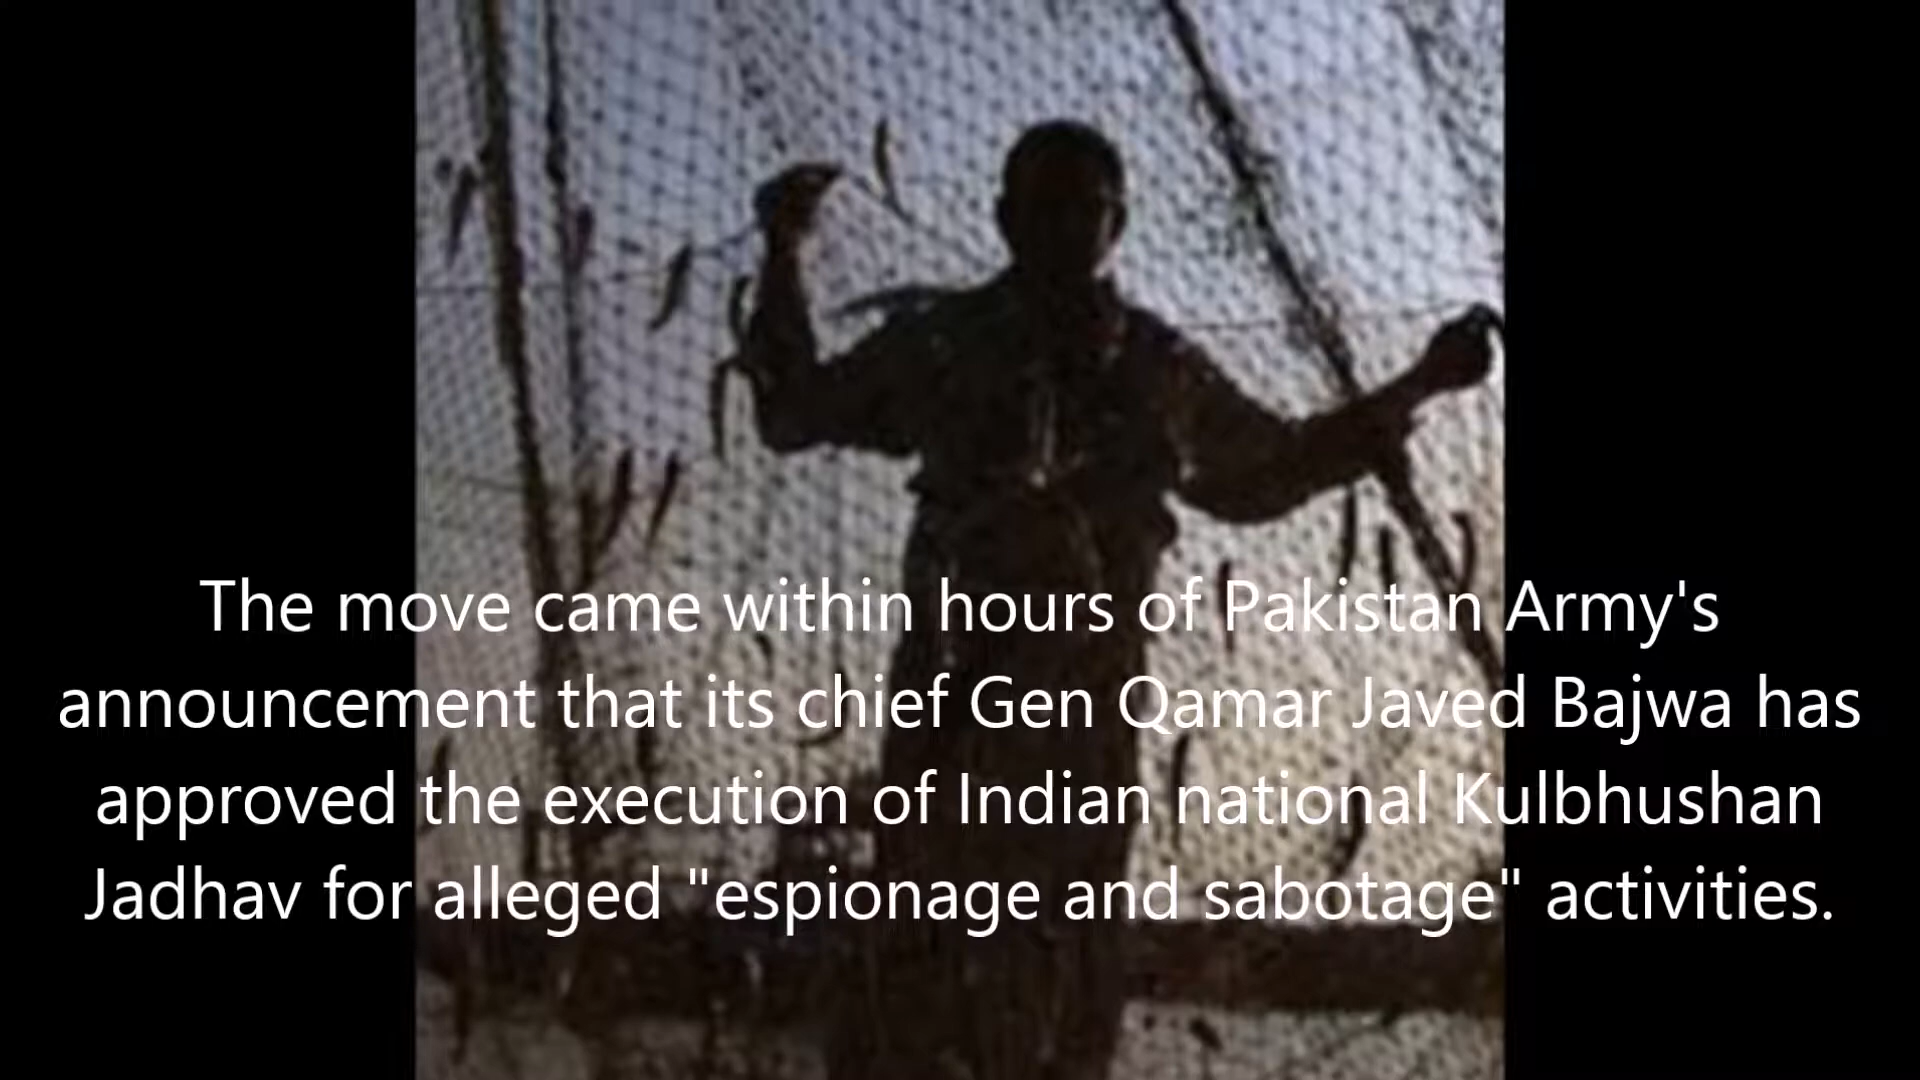 The move came within hours of Pakistan Army's
announcement that its chief Gen Qamar Javed Bajwa has
approved the execution of Indian national Kulbhushan
Jadhav for alleged "espionage and sabotage" activities.